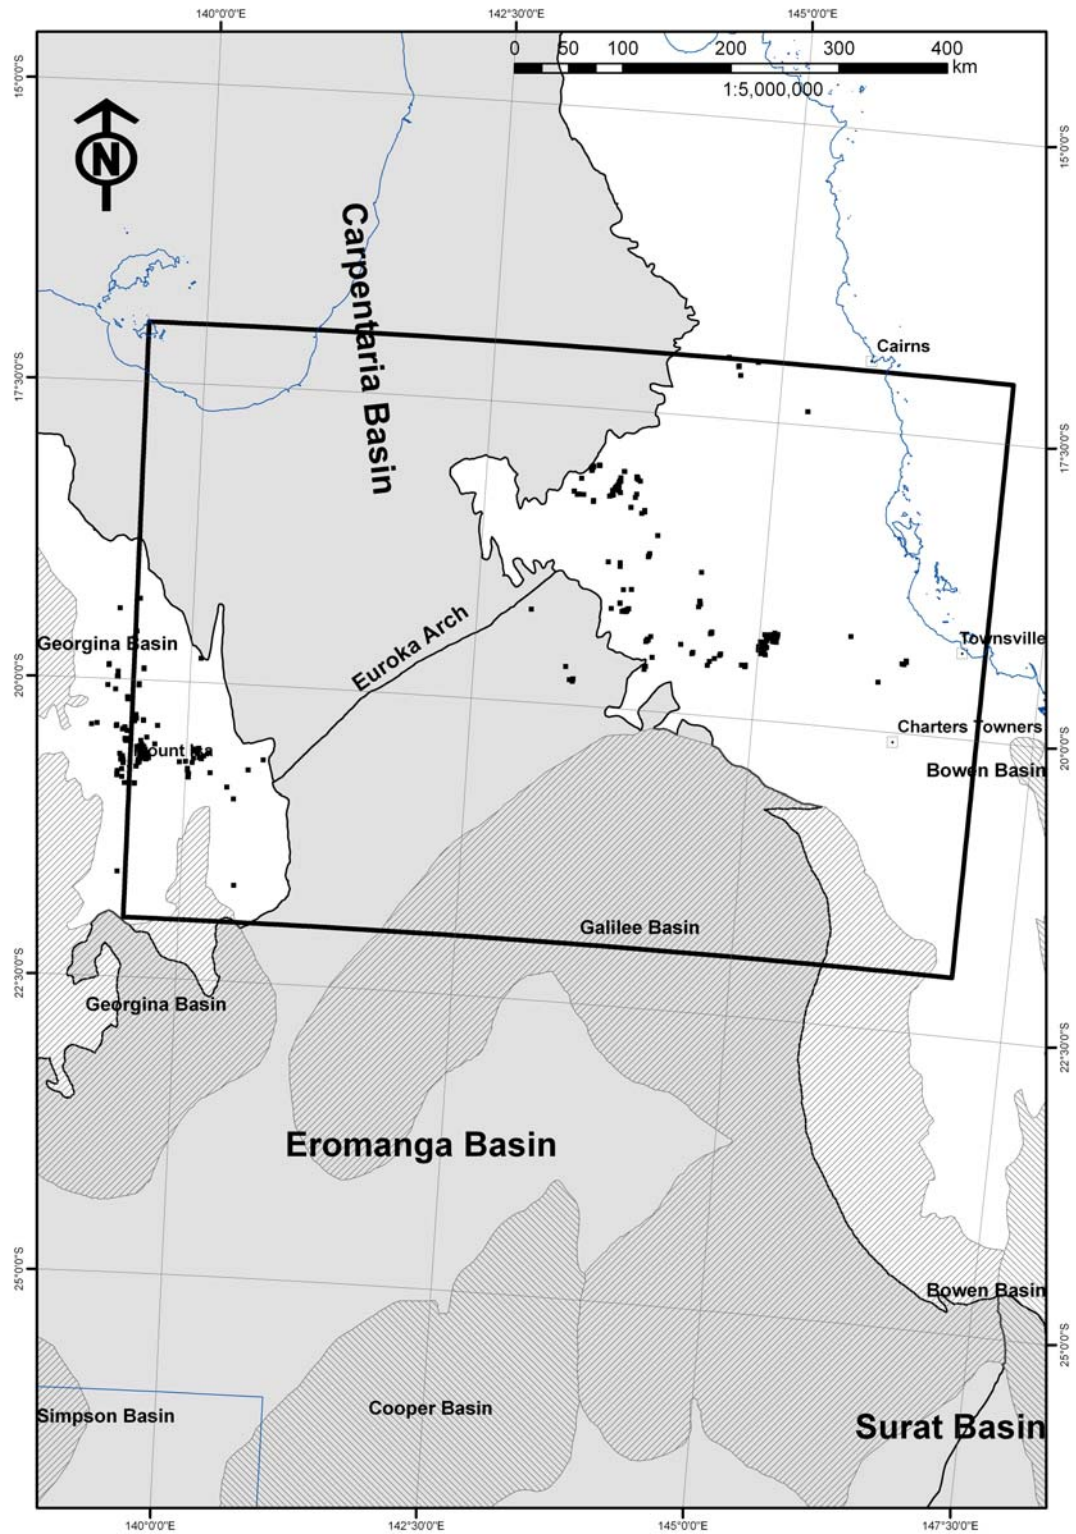 140°0'0"E 142°30'0"E 145°0'0"E
0 50 100 200 300 400
km
1:5,000,000
15°0'0"S
15°0'0"S
N
Carpentaria Basin
Cairns
17°30'0"S
17°30'0"S
Euroka Arch
Georgina Basin
Townsville
20°0'0"S
Charters Towners
20°0'0"S
Mount Isa
Bowen Basin
Galilee Basin
22°30'0"S
Georgina Basin
22°30'0"S
Eromanga Basin
25°0'0"S
Bowen Basin
25°0'0"S
Simpson Basin
Cooper Basin
Surat Basin
140°0'0"E 142°30'0"E 145°0'0"E 147°30'0"E